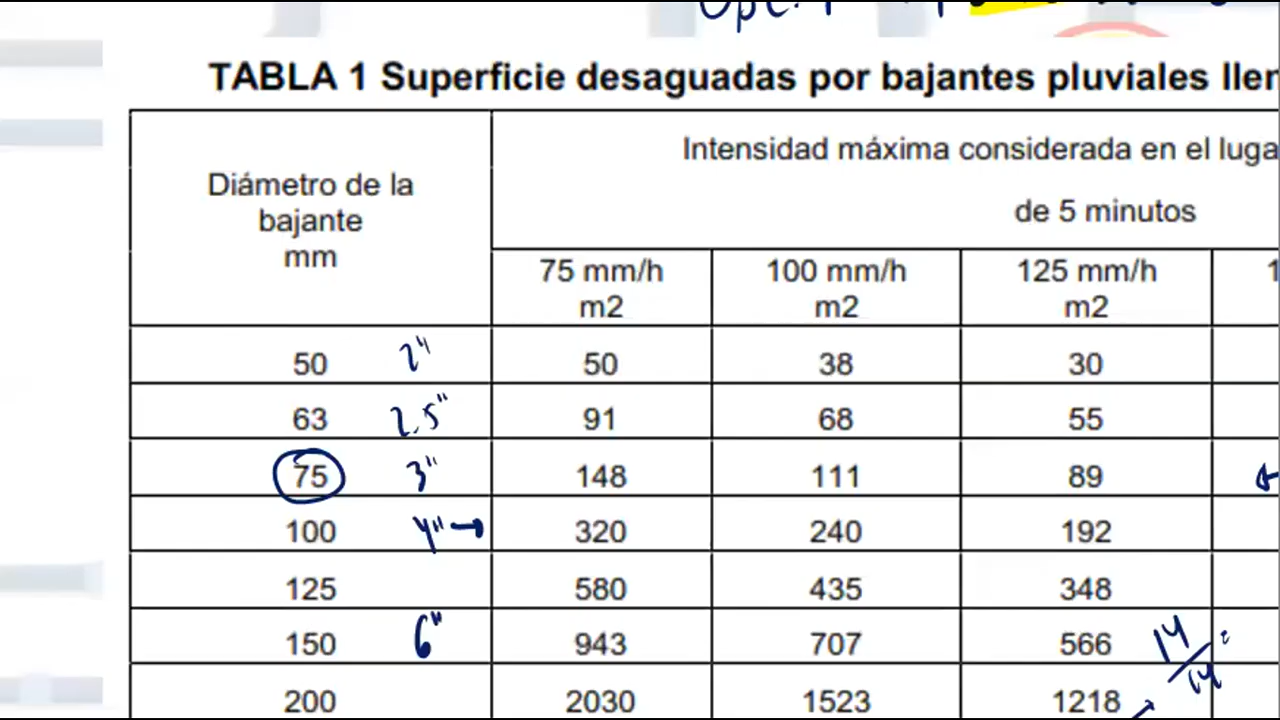 TABLA 1 Superficie desaguadas por bajantes pluviales ller
Diámetro de la
bajante
mm
Intensidad máxima considerada en el luga
de 5 minutos
75 mm/h 100 mm/h 125 mm/h 1
m2 m2 m2
50 2" 50 38 30
63 2.5" 91 68 55
75 3" 148 111 89
100 4" 320 240 192
125 580 435 348
150 6" 943 707 566 14/14
200 2030 1523 1218